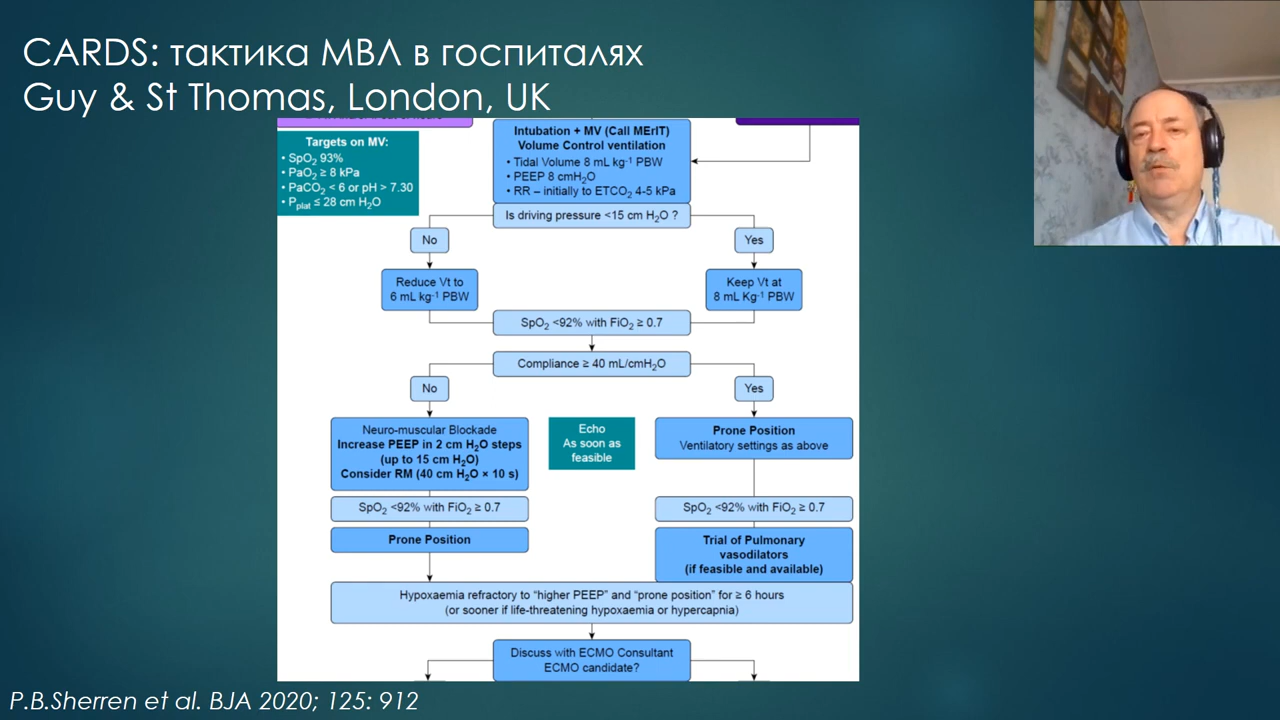 CARDS: тактика МВЛ в госпиталях
Guy & St Thomas, London, UK
Targets on MV:
• SpO₂ 93%
• PaO₂ ≥ 8 kPa
• PaCO₂ < 6 or pH > 7.30
• Pplat ≤ 28 cm H₂O
Intubation + MV (Call MErIT)
Volume Control ventilation
• Tidal Volume 8 mL kg⁻¹ PBW
• PEEP 8 cmH₂O
• RR – initially to ETCO₂ 4-5 kPa
Is driving pressure <15 cm H₂O ?
No
Yes
Reduce Vt to
6 mL kg⁻¹ PBW
Keep Vt at
8 mL Kg⁻¹ PBW
SpO₂ <92% with FiO₂ ≥ 0.7
Compliance ≥ 40 mL/cmH₂O
No
Yes
Neuro-muscular Blockade
Increase PEEP in 2 cm H₂O steps
(up to 15 cm H₂O)
Consider RM (40 cm H₂O × 10 s)
Echo
As soon as
feasible
Prone Position
Ventilatory settings as above
SpO₂ <92% with FiO₂ ≥ 0.7
SpO₂ <92% with FiO₂ ≥ 0.7
Prone Position
Trial of Pulmonary
vasodilators
(if feasible and available)
Hypoxaemia refractory to “higher PEEP” and “prone position” for ≥ 6 hours
(or sooner if life-threatening hypoxaemia or hypercapnia)
Discuss with ECMO Consultant
ECMO candidate?
P.B.Sherren et al. BJA 2020; 125: 912